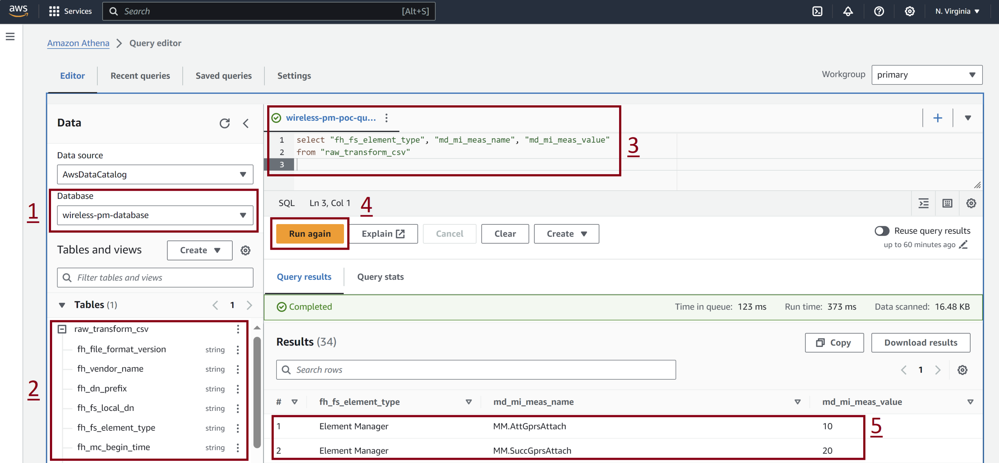 aws
Services
Search
[Alt+S]
N. Virginia
Amazon Athena
Query editor
Editor
Recent queries
Saved queries
Settings
Workgroup
primary
Data
Data source
AwsDataCatalog
1
Database
wireless-pm-database
Tables and views
Create
Filter tables and views
Tables (1)
1
2
raw_transform_csv
fh_file_format_version string
fh_vendor_name string
fh_dn_prefix string
fh_fs_local_dn string
fh_fs_element_type string
fh_mc_begin_time string
wireless-pm-poc-qu...
1 select "fh_fs_element_type", "md_mi_meas_name", "md_mi_meas_value"
2 from "raw_transform_csv"
3
3
SQL Ln 3, Col 1
4
Run again
Explain
Cancel
Clear
Create
Reuse query results
up to 60 minutes ago
Query results
Query stats
Completed
Time in queue: 123 ms
Run time: 373 ms
Data scanned: 16.48 KB
Results (34)
Copy
Download results
Search rows
1
# fh_fs_element_type md_mi_meas_name md_mi_meas_value
1 Element Manager MM.AttGprsAttach 10
2 Element Manager MM.SuccGprsAttach 20
5